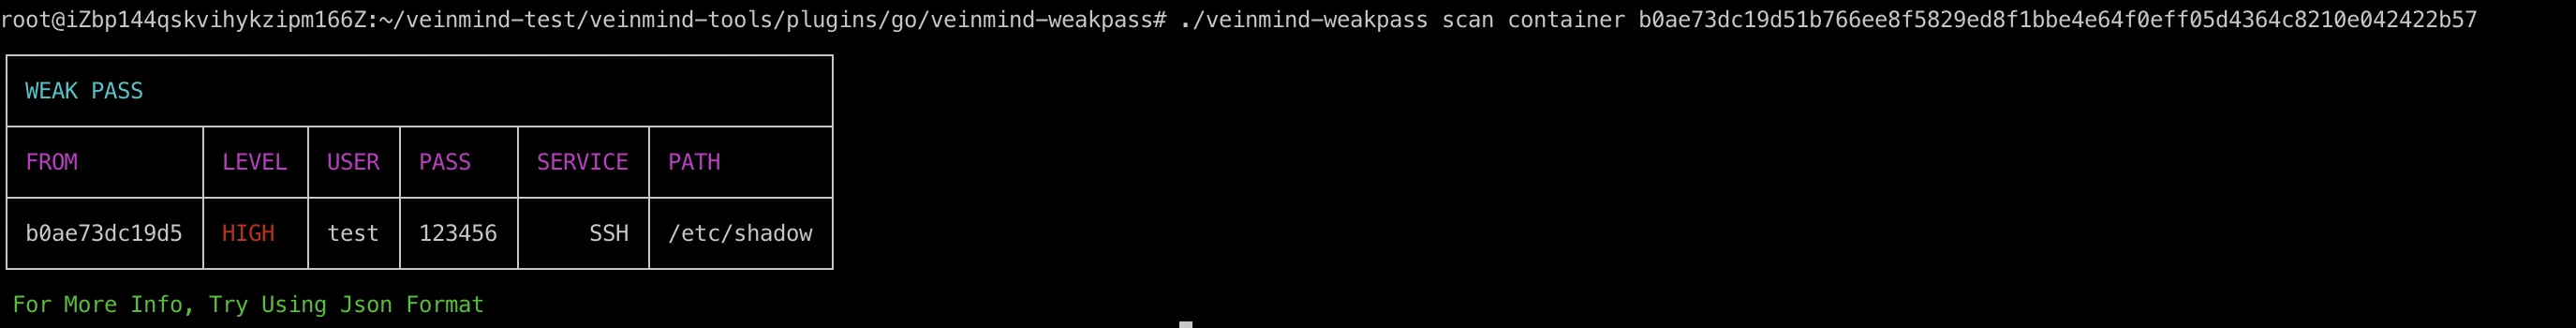 root@iZbp144qskvihykzipm166Z:~/veinmind-test/veinmind-tools/plugins/go/veinmind-weakpass# ./veinmind-weakpass scan container b0ae73dc19d51b766ee8f5829ed8f1bbe4e64f0eff05d4364c8210e042422b57
WEAK PASS
FROM LEVEL USER PASS SERVICE PATH
b0ae73dc19d5 HIGH test 123456 SSH /etc/shadow
For More Info, Try Using Json Format